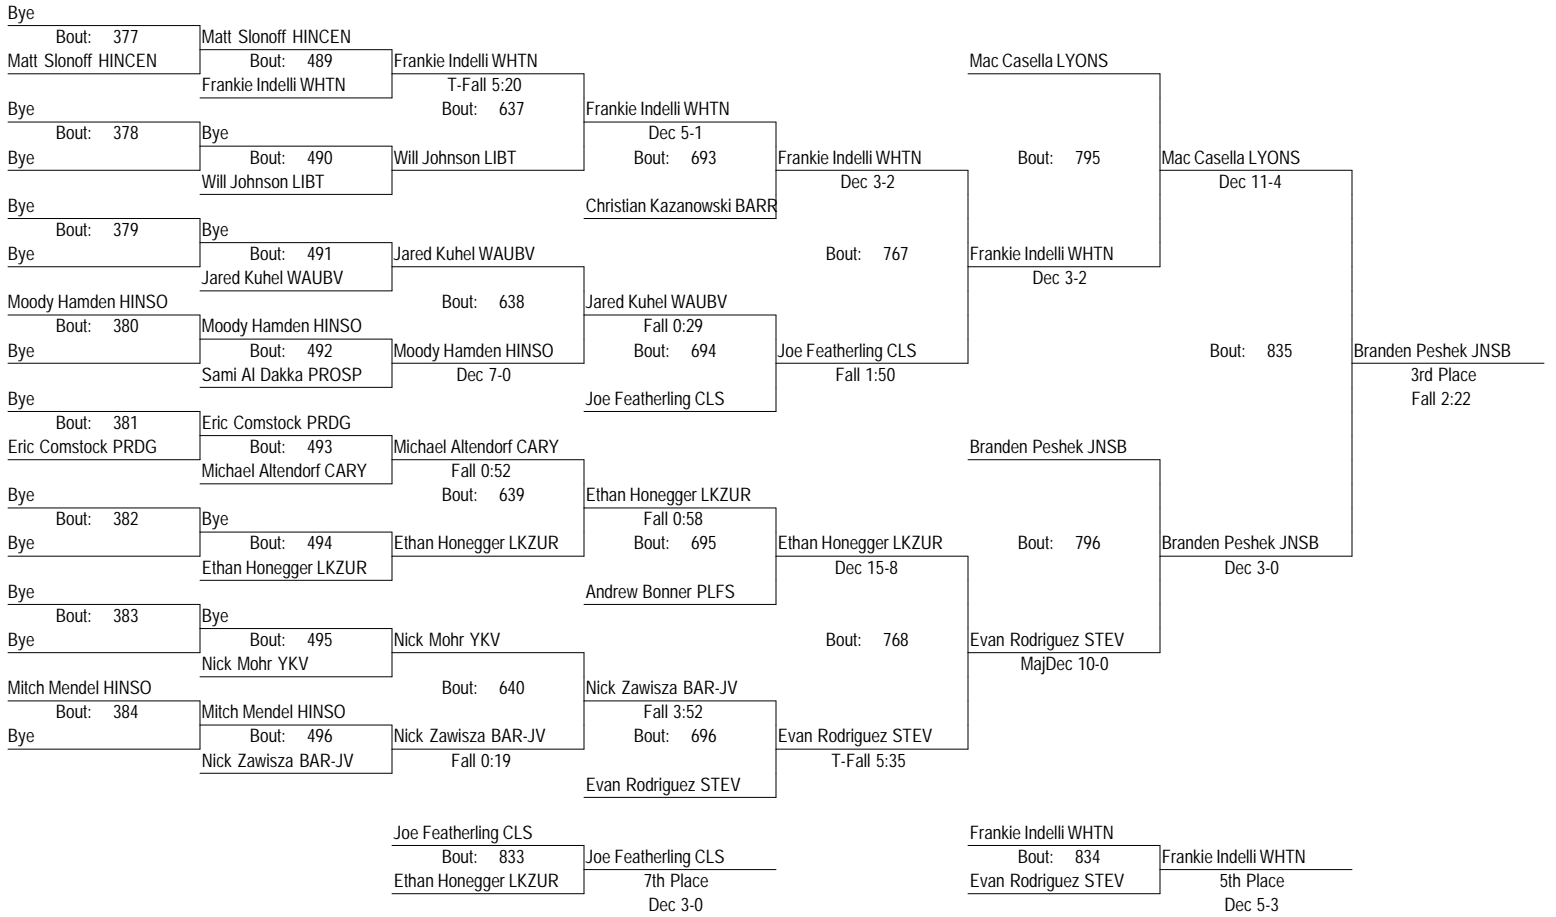 Bye
Bout: 377 Matt Slonoff HINCEN
Matt Slonoff HINCEN Bout: 489 Frankie Indelli WHTN Mac Casella LYONS
Frankie Indelli WHTN T-Fall 5:20
Bye Bout: 637 Frankie Indelli WHTN
Bout: 378 Bye Dec 5-1
Bye Bout: 490 Will Johnson LIBT Bout: 693 Frankie Indelli WHTN Bout: 795 Mac Casella LYONS
Will Johnson LIBT Dec 3-2 Dec 11-4
Bye Christian Kazanowski BARR
Bout: 379 Bye
Bye Bout: 491 Jared Kuhel WAUBV Bout: 767 Frankie Indelli WHTN
Jared Kuhel WAUBV Dec 3-2
Moody Hamden HINSO Bout: 638 Jared Kuhel WAUBV
Bout: 380 Moody Hamden HINSO Fall 0:29
Bye Bout: 492 Moody Hamden HINSO Bout: 694 Joe Featherling CLS Bout: 835 Branden Peshek JNSB
Sami Al Dakka PROSP Dec 7-0 Fall 1:50 3rd Place
Bye Joe Featherling CLS Fall 2:22
Bout: 381 Eric Comstock PRDG
Eric Comstock PRDG Bout: 493 Michael Altendorf CARY Branden Peshek JNSB
Michael Altendorf CARY Fall 0:52
Bye Bout: 639 Ethan Honegger LKZUR
Bout: 382 Bye Fall 0:58
Bye Bout: 494 Ethan Honegger LKZUR Bout: 695 Ethan Honegger LKZUR Bout: 796 Branden Peshek JNSB
Ethan Honegger LKZUR Dec 15-8 Dec 3-0
Bye Andrew Bonner PLFS
Bout: 383 Bye
Bye Bout: 495 Nick Mohr YKV Bout: 768 Evan Rodriguez STEV
Nick Mohr YKV MajDec 10-0
Mitch Mendel HINSO Bout: 640 Nick Zawisza BAR-JV
Bout: 384 Mitch Mendel HINSO Fall 3:52
Bye Bout: 496 Nick Zawisza BAR-JV Bout: 696 Evan Rodriguez STEV
Nick Zawisza BAR-JV Fall 0:19 T-Fall 5:35
Evan Rodriguez STEV
Joe Featherling CLS Frankie Indelli WHTN
Bout: 833 Joe Featherling CLS Bout: 834 Frankie Indelli WHTN
Ethan Honegger LKZUR 7th Place Evan Rodriguez STEV 5th Place
Dec 3-0 Dec 5-3